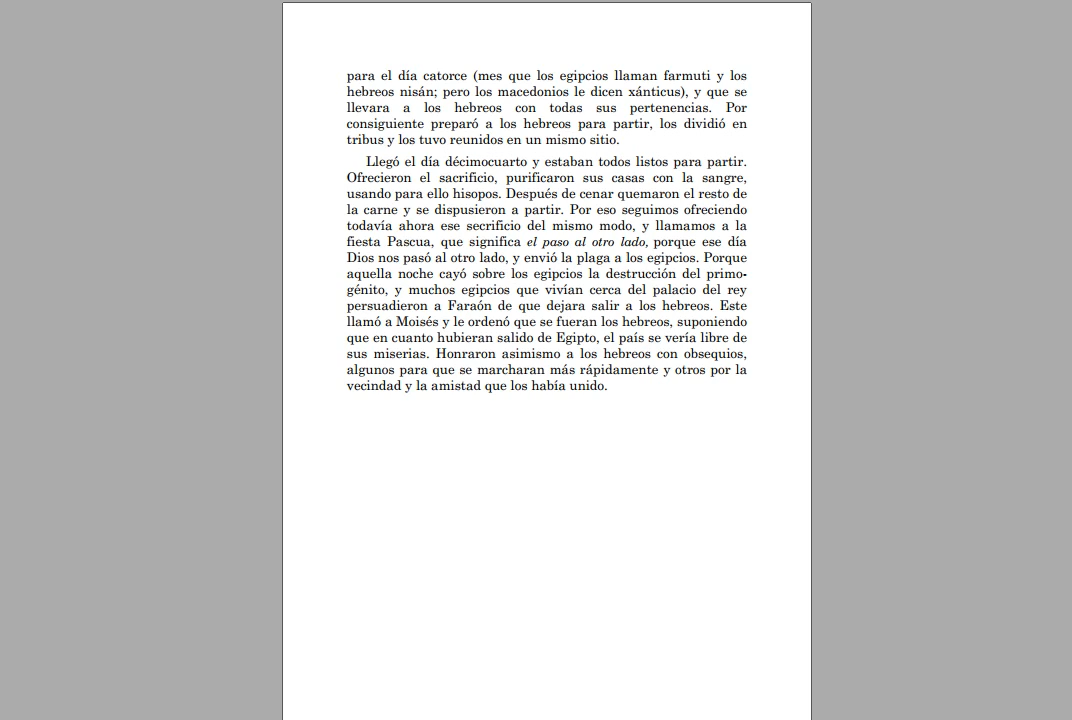 para el día catorce (mes que los egipcios llaman farmuti y los
hebreos nisán; pero los macedonios le dicen xánticus), y que se
llevara a los hebreos con todas sus pertenencias. Por
consiguiente preparó a los hebreos para partir, los dividió en
tribus y los tuvo reunidos en un mismo sitio.
Llegó el día décimocuarto y estaban todos listos para partir.
Ofrecieron el sacrificio, purificaron sus casas con la sangre,
usando para ello hisopos. Después de cenar quemaron el resto de
la carne y se dispusieron a partir. Por eso seguimos ofreciendo
todavía ahora ese secrificio del mismo modo, y llamamos a la
fiesta Pascua, que significa el paso al otro lado, porque ese día
Dios nos pasó al otro lado, y envió la plaga a los egipcios. Porque
aquella noche cayó sobre los egipcios la destrucción del primo-
génito, y muchos egipcios que vivían cerca del palacio del rey
persuadieron a Faraón de que dejara salir a los hebreos. Este
llamó a Moisés y le ordenó que se fueran los hebreos, suponiendo
que en cuanto hubieran salido de Egipto, el país se vería libre de
sus miserias. Honraron asimismo a los hebreos con obsequios,
algunos para que se marcharan más rápidamente y otros por la
vecindad y la amistad que los había unido.